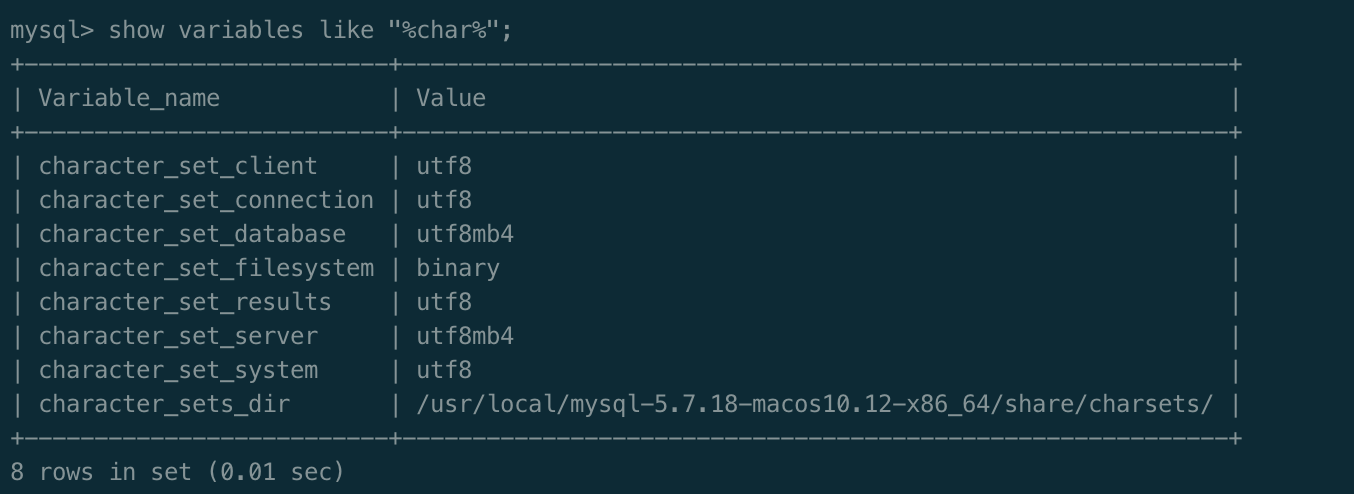 mysql> show variables like "%char%";
+--------------------------+----------------------------------------------------------+
| Variable_name            | Value                                                    |
+--------------------------+----------------------------------------------------------+
| character_set_client     | utf8                                                     |
| character_set_connection | utf8                                                     |
| character_set_database   | utf8mb4                                                  |
| character_set_filesystem | binary                                                   |
| character_set_results    | utf8                                                     |
| character_set_server     | utf8mb4                                                  |
| character_set_system     | utf8                                                     |
| character_sets_dir       | /usr/local/mysql-5.7.18-macos10.12-x86_64/share/charsets/ |
+--------------------------+----------------------------------------------------------+
8 rows in set (0.01 sec)